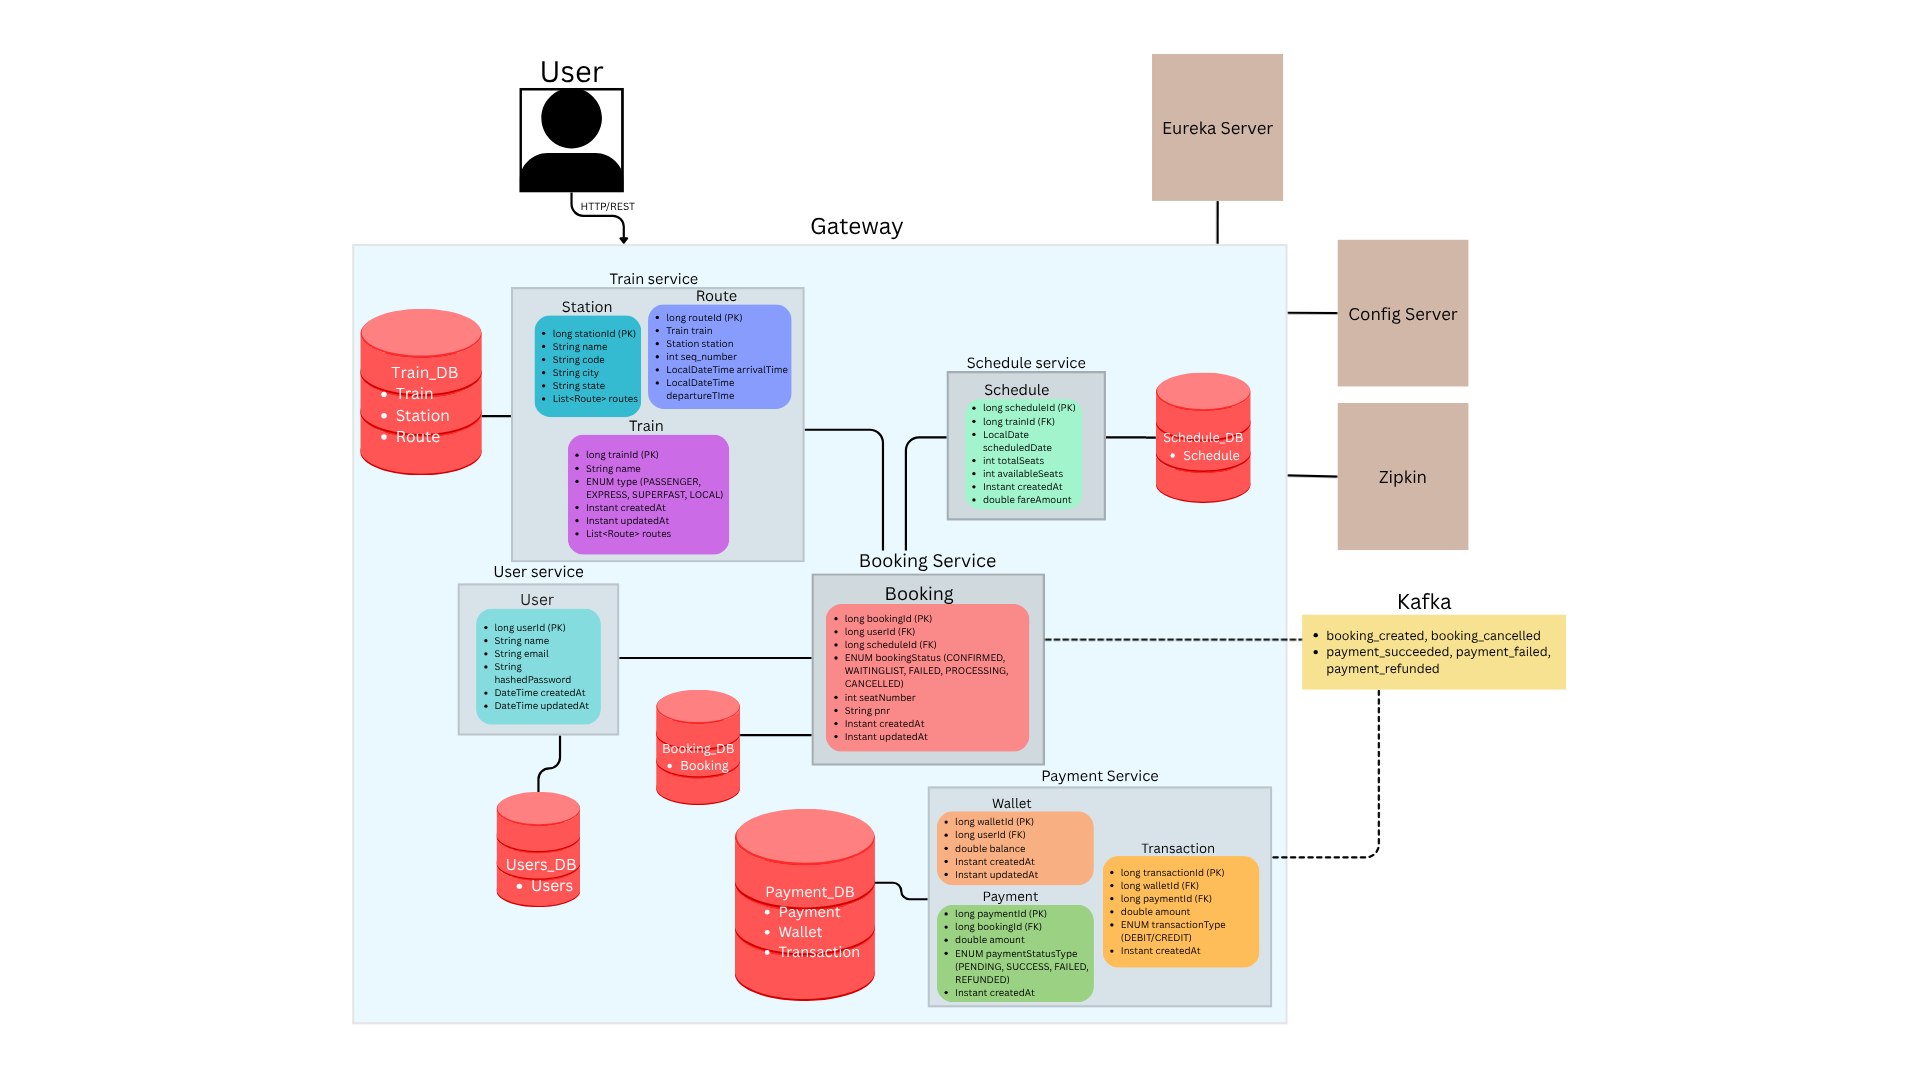 User
HTTP/REST
Eureka Server
Gateway
Config Server
Zipkin
Train service
Station
• long stationId (PK)
• String name
• String code
• String city
• String state
• List<Route> routes
Route
• long routeId (PK)
• Train train
• Station station
• int seq_number
• LocalDateTime arrivalTime
• LocalDateTime
departureTIme
Train_DB
• Train
• Station
• Route
Train
• long trainId (PK)
• String name
• ENUM type (PASSENGER,
EXPRESS, SUPERFAST, LOCAL)
• Instant createdAt
• Instant updatedAt
• List<Route> routes
Schedule service
Schedule
• long scheduleId (PK)
• long trainId (FK)
• LocalDate
scheduledDate
• int totalSeats
• int availableSeats
• Instant createdAt
• double fareAmount
Schedule_DB
• Schedule
User service
User
• long userId (PK)
• String name
• String email
• String
hashedPassword
• DateTime createdAt
• DateTime updatedAt
Users_DB
• Users
Booking Service
Booking
• long bookingId (PK)
• long userId (FK)
• long scheduleId (FK)
• ENUM bookingStatus (CONFIRMED,
WAITINGLIST, FAILED, PROCESSING,
CANCELLED)
• int seatNumber
• String pnr
• Instant createdAt
• Instant updatedAt
Booking_DB
• Booking
Kafka
• booking_created, booking_cancelled
• payment_succeeded, payment_failed,
payment_refunded
Payment Service
Wallet
• long walletId (PK)
• long userId (FK)
• double balance
• Instant createdAt
• Instant updatedAt
Payment
• long paymentId (PK)
• long bookingId (FK)
• double amount
• ENUM paymentStatusType
(PENDING, SUCCESS, FAILED,
REFUNDED)
• Instant createdAt
Transaction
• long transactionId (PK)
• long walletId (FK)
• long paymentId (FK)
• double amount
• ENUM transactionType
(DEBIT/CREDIT)
• Instant createdAt
Payment_DB
• Payment
• Wallet
• Transaction